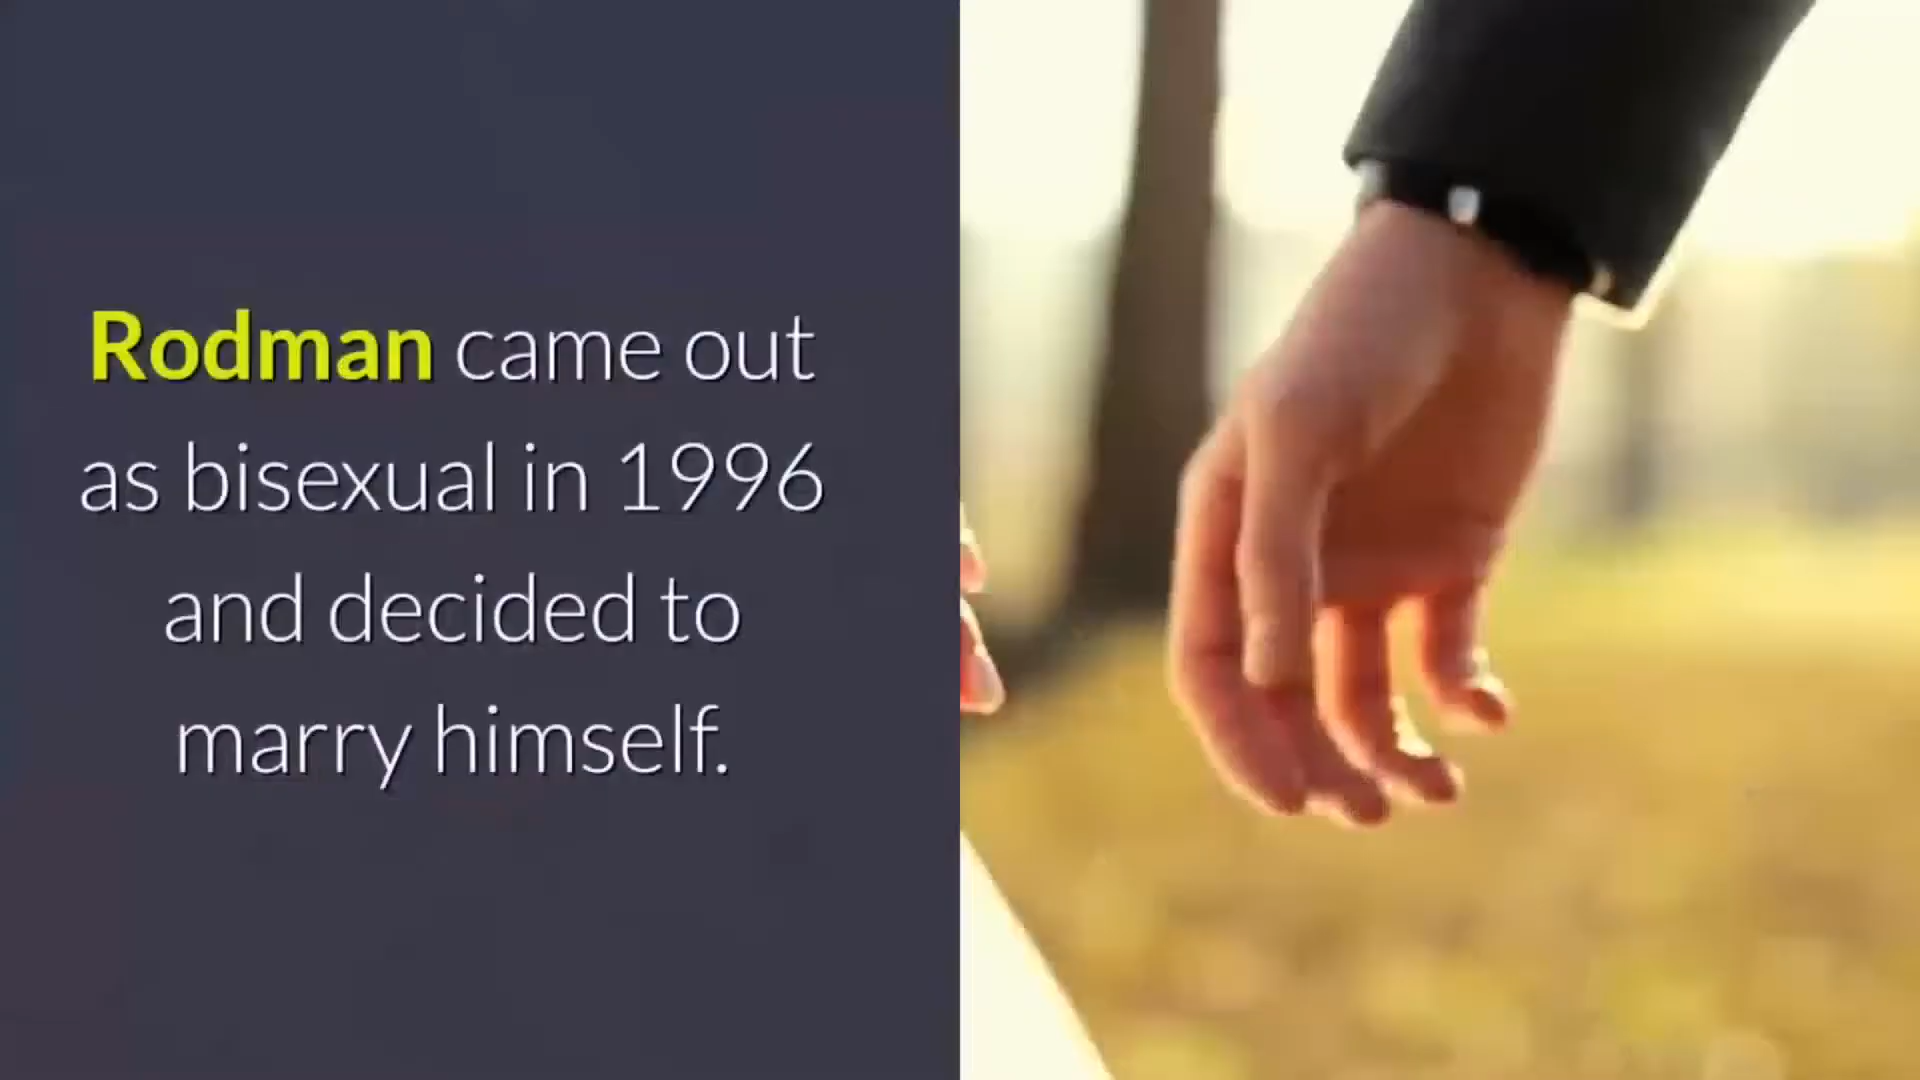 Rodman came out
as bisexual in 1996
and decided to
marry himself.